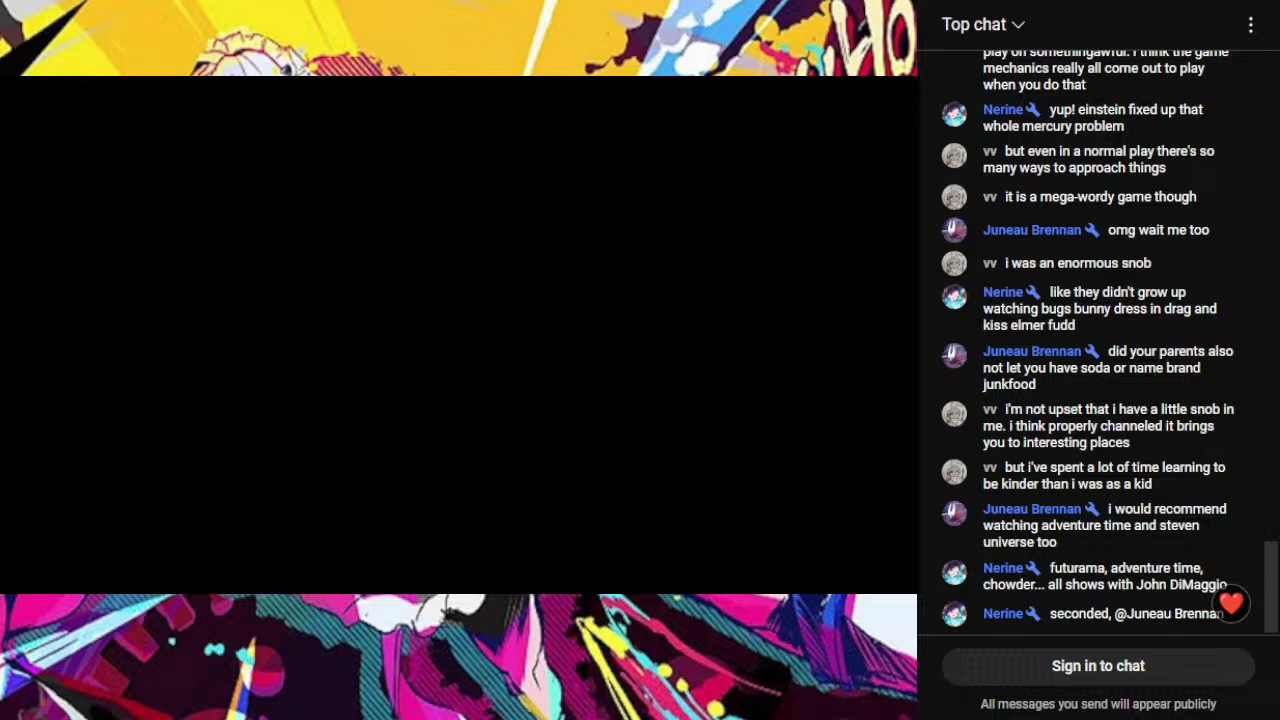 Top chat
play on somethingawful. i think the game
mechanics really all come out to play
when you do that
Nerine yup! einstein fixed up that
whole mercury problem
vv but even in a normal play there's so
many ways to approach things
vv it is a mega-wordy game though
Juneau Brennan omg wait me too
vv i was an enormous snob
Nerine like they didn't grow up
watching bugs bunny dress in drag and
kiss elmer fudd
Juneau Brennan did your parents also
not let you have soda or name brand
junkfood
vv i'm not upset that i have a little snob in
me. i think properly channeled it brings
you to interesting places
vv but i've spent a lot of time learning to
be kinder than i was as a kid
Juneau Brennan i would recommend
watching adventure time and steven
universe too
Nerine futurama, adventure time,
chowder... all shows with John DiMaggio
Nerine seconded, @Juneau Brennan
Sign in to chat
All messages you send will appear publicly